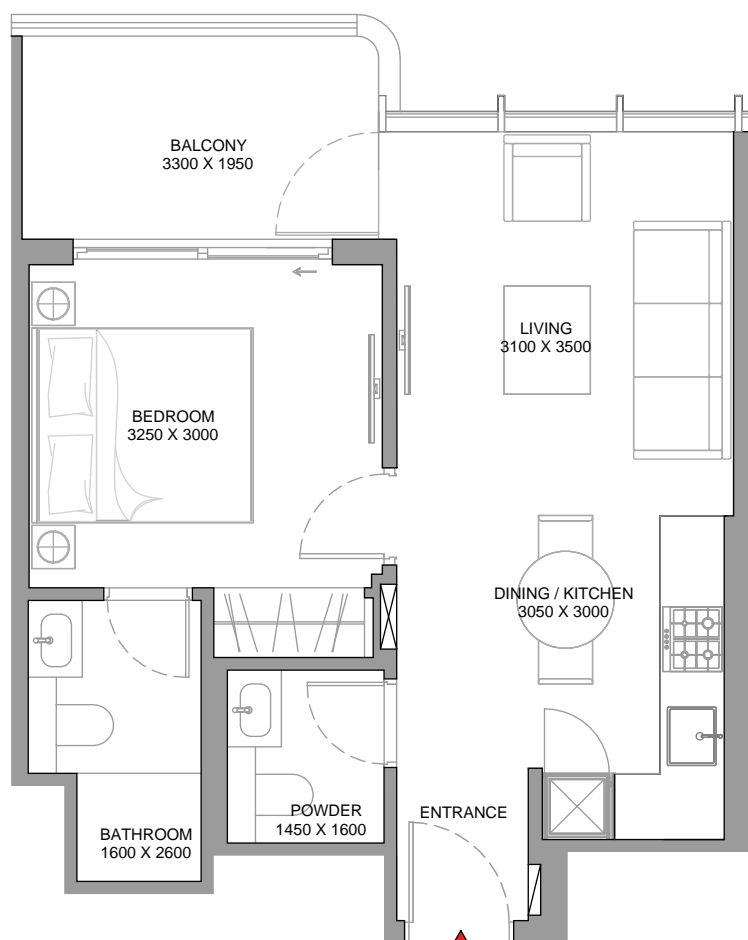 BALCONY
3300 X 1950
LIVING
3100 X 3500
BEDROOM
3250 X 3000
DINING / KITCHEN
3050 X 3000
POWDER
1450 X 1600
ENTRANCE
BATHROOM
1600 X 2600